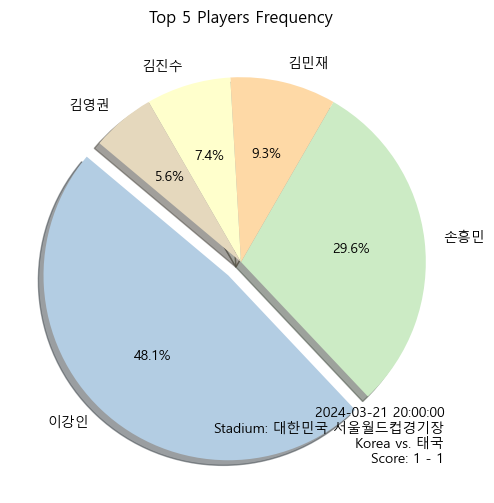 Top 5 Players Frequency
김민재
김진수
김영권
9.3%
7.4%
5.6%
손흥민
29.6%
48.1%
이강인
2024-03-21 20:00:00
Stadium: 대한민국 서울월드컵경기장
Korea vs. 태국
Score: 1 - 1